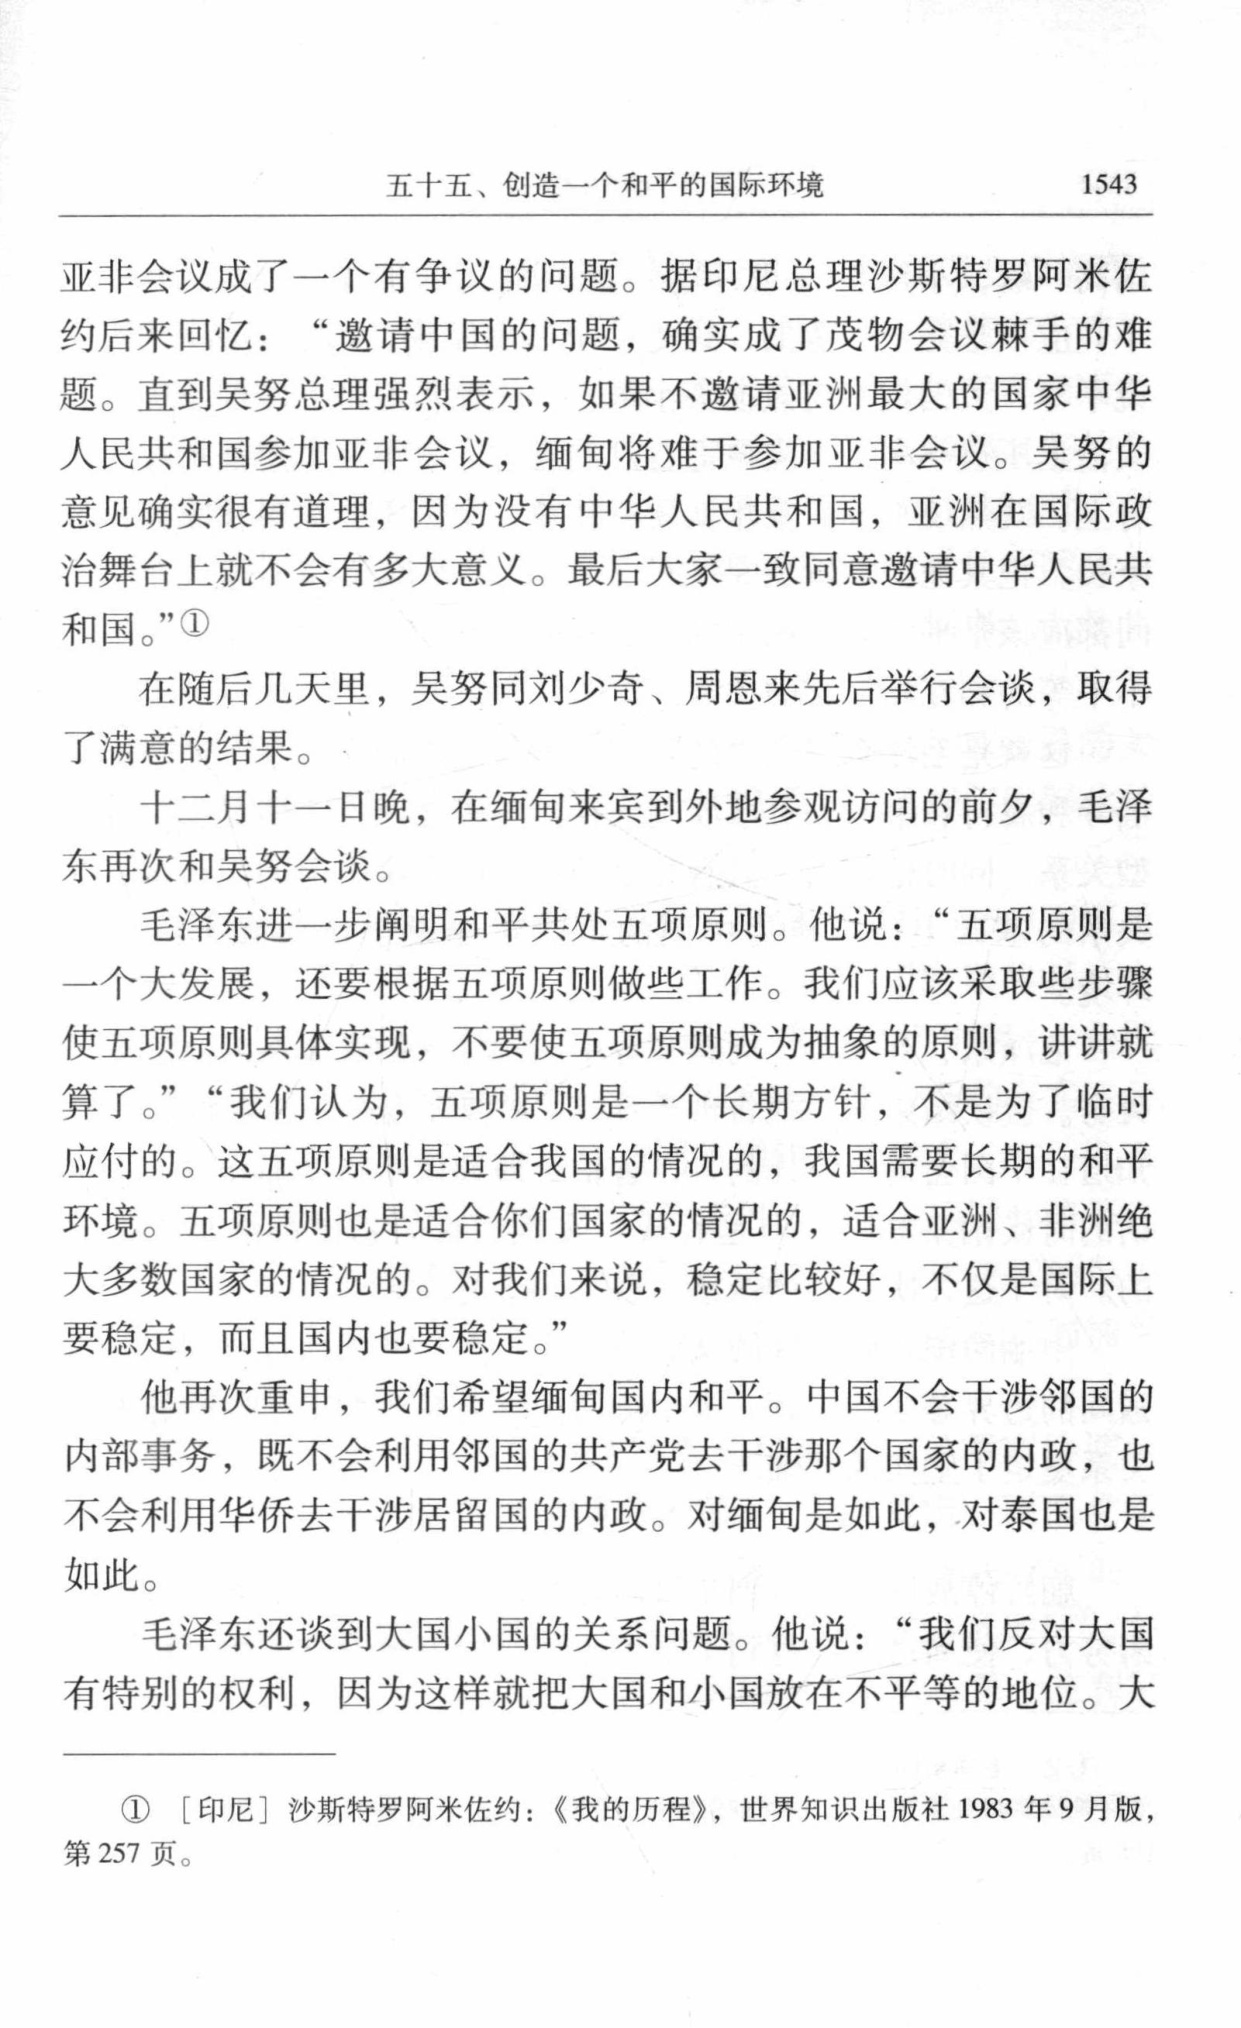 五十五、创造一个和平的国际环境 1543
亚非会议成了一个有争议的问题。据印尼总理沙斯特罗阿米佐
约后来回忆：“邀请中国的问题，确实成了茂物会议棘手的难
题。直到吴努总理强烈表示，如果不邀请亚洲最大的国家中华
人民共和国参加亚非会议，缅甸将难于参加亚非会议。吴努的
意见确实很有道理，因为没有中华人民共和国，亚洲在国际政
治舞台上就不会有多大意义。最后大家一致同意邀请中华人民共
和国。”①
在随后几天里，吴努同刘少奇、周恩来先后举行会谈，取得
了满意的结果。
十二月十一日晚，在缅甸来宾到外地参观访问的前夕，毛泽
东再次和吴努会谈。
毛泽东进一步阐明和平共处五项原则。他说：“五项原则是
一个大发展，还要根据五项原则做些工作。我们应该采取些步骤
使五项原则具体实现，不要使五项原则成为抽象的原则，讲讲就
算了。”“我们认为，五项原则是一个长期方针，不是为了临时
应付的。这五项原则是适合我国的情况的，我国需要长期的和平
环境。五项原则也是适合你们国家的情况的，适合亚洲、非洲绝
大多数国家的情况的。对我们来说，稳定比较好，不仅是国际上
要稳定，而且国内也要稳定。”
他再次重申，我们希望缅甸国内和平。中国不会干涉邻国的
内部事务，既不会利用邻国的共产党去干涉那个国家的内政，也
不会利用华侨去干涉居留国的内政。对缅甸是如此，对泰国也是
如此。
毛泽东还谈到大国小国的关系问题。他说：“我们反对大国
有特别的权利，因为这样就把大国和小国放在不平等的地位。大
① ［印尼］沙斯特罗阿米佐约：《我的历程》，世界知识出版社 1983 年 9 月版，
第 257 页。